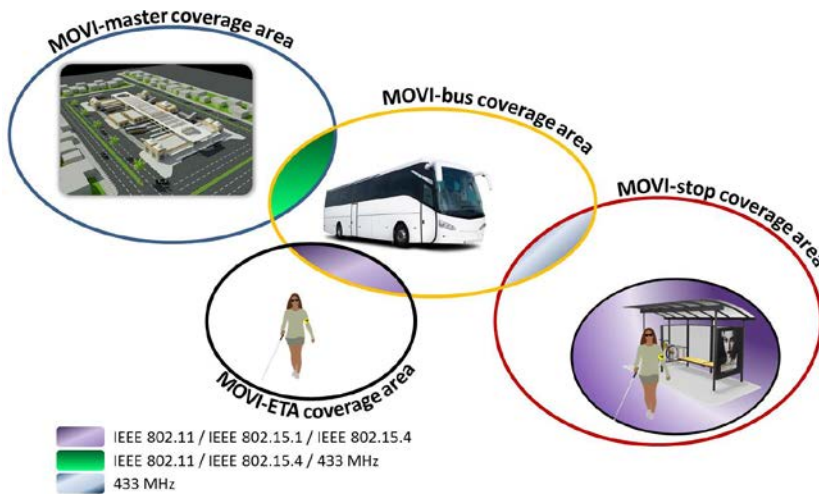 MOVI-master coverage area
MOVI-bus coverage area
MOVI-stop coverage area
MOVI-ETA coverage area
IEEE 802.11 / IEEE 802.15.1 / IEEE 802.15.4
IEEE 802.11 / IEEE 802.15.4 / 433 MHz
433 MHz